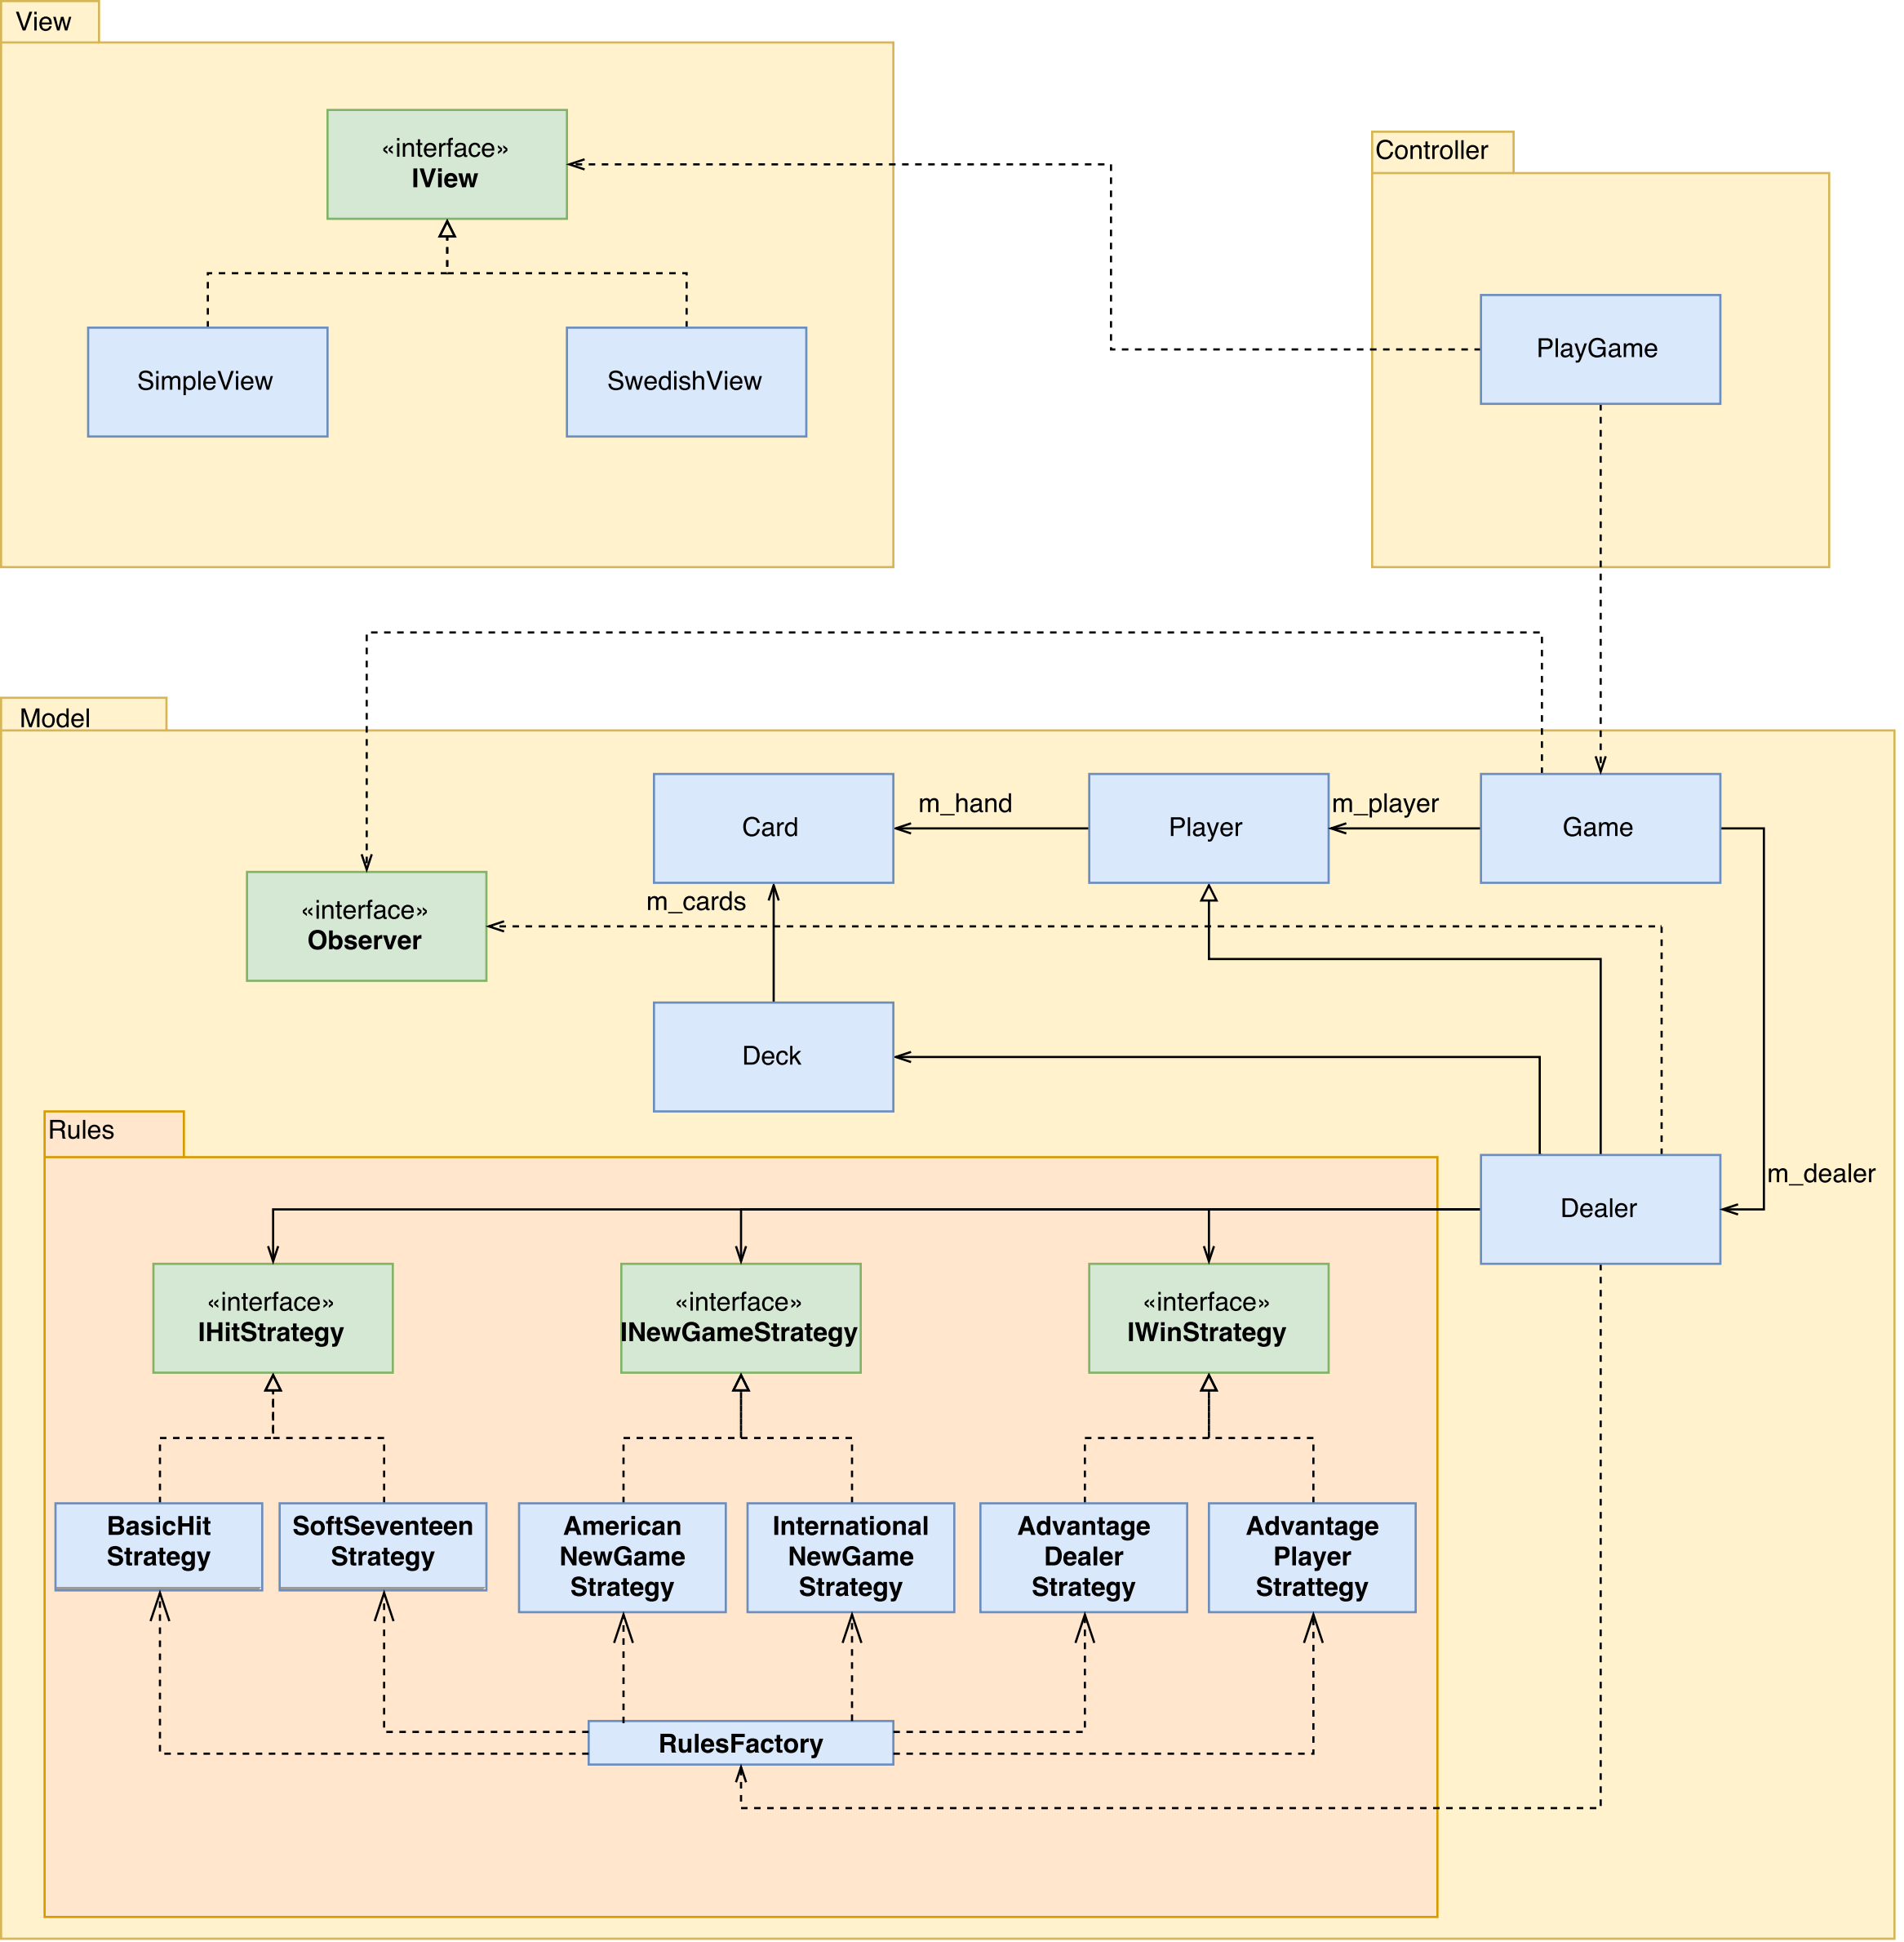 View
«interface»
IView
SimpleView
SwedishView
Controller
PlayGame
Model
Card
m_hand
Player
m_player
Game
«interface»
Observer
m_cards
Deck
Rules
m_dealer
Dealer
«interface»
IHitStrategy
«interface»
INewGameStrategy
«interface»
IWinStrategy
BasicHit
Strategy
SoftSeventeen
Strategy
American
NewGame
Strategy
International
NewGame
Strategy
Advantage
Dealer
Strategy
Advantage
Player
Strattegy
RulesFactory